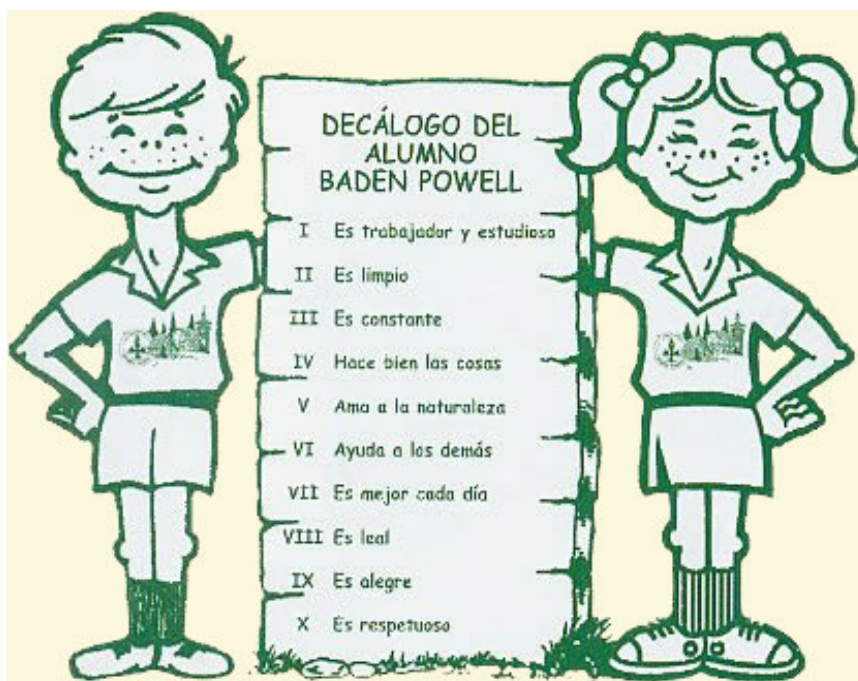 DECÁLOGO DEL
ALUMNO
BADEN POWELL
I Es trabajador y estudioso
II Es limpio
III Es constante
IV Hace bien las cosas
V Ama a la naturaleza
VI Ayuda a los demás
VII Es mejor cada día
VIII Es leal
IX Es alegre
X Es respetuoso